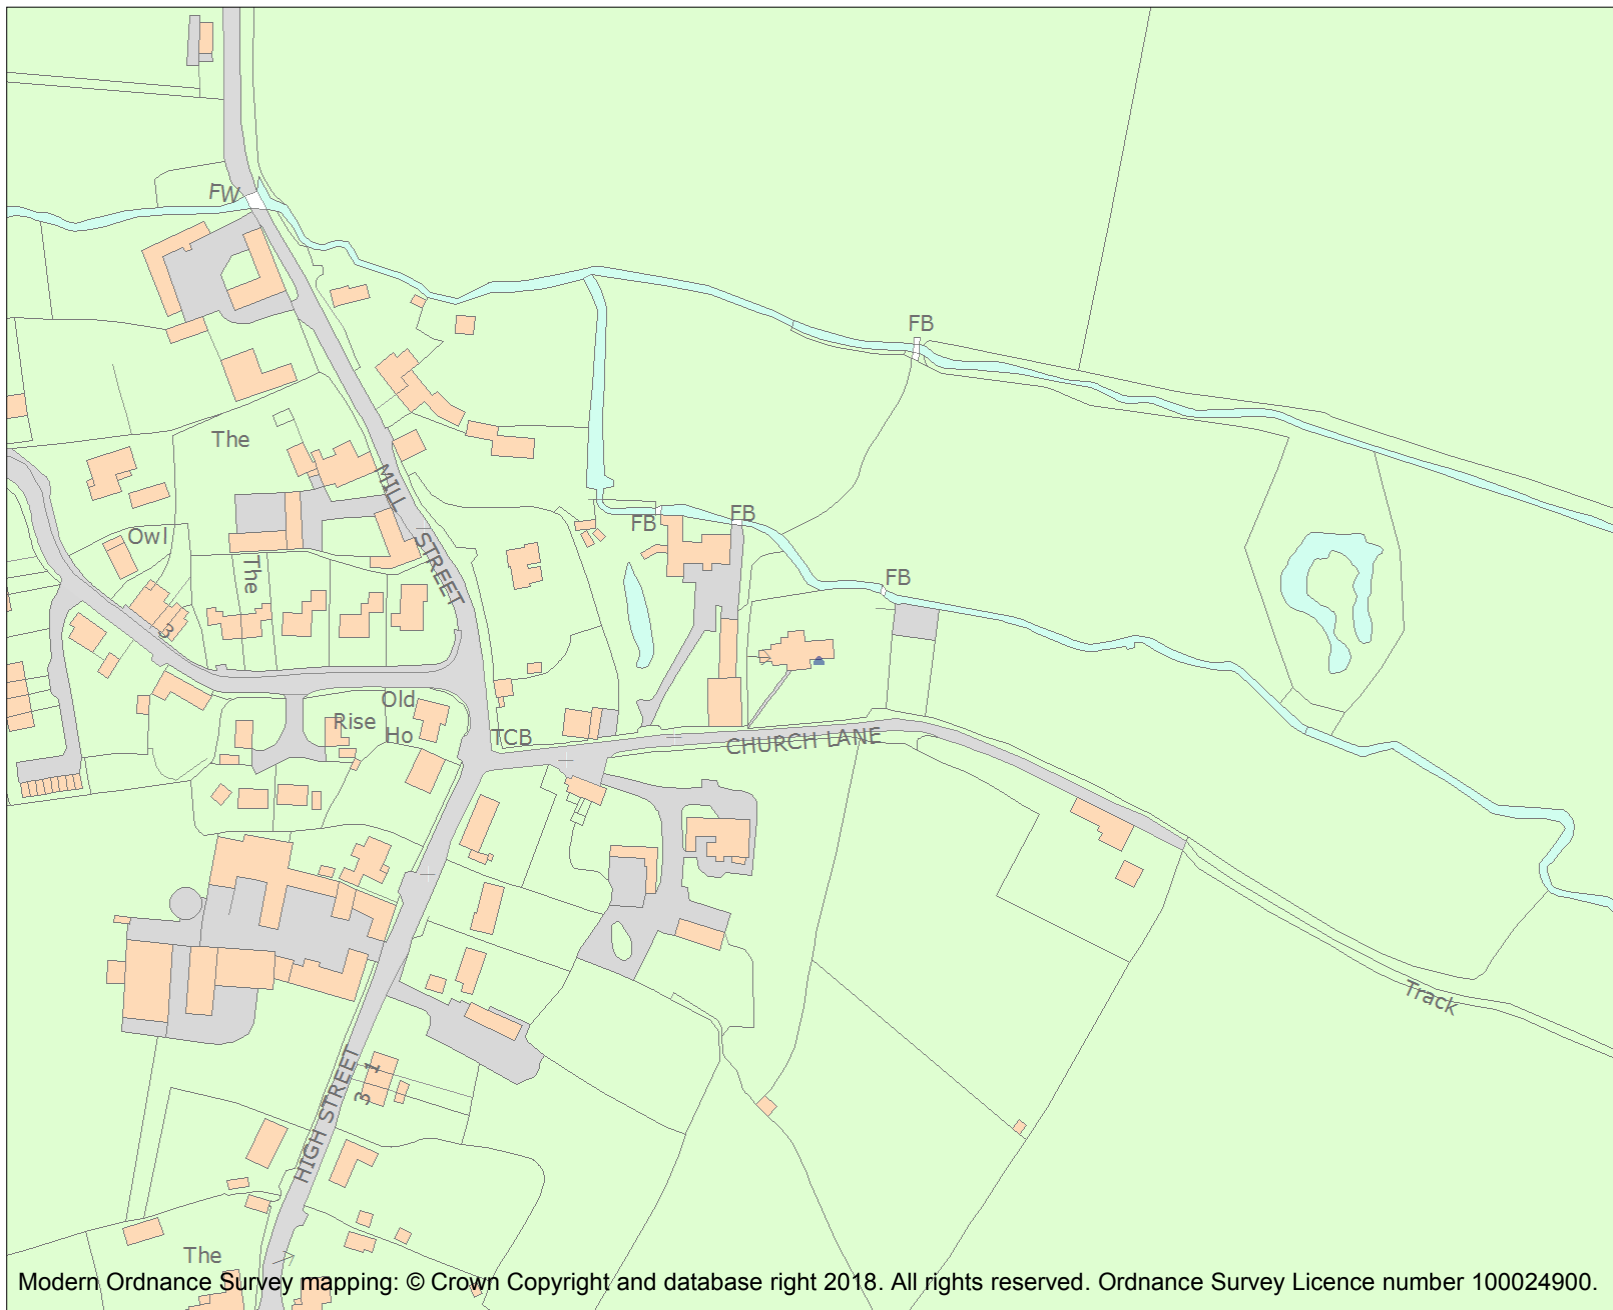 FW
FB
The
MILL
STREET
Owl
FB
FB
The
FB
3
Old
Rise
Ho
TCB
CHURCH LANE
Track
HIGH STREET
1
3
The
Modern Ordnance Survey mapping: © Crown Copyright and database right 2018. All rights reserved. Ordnance Survey Licence number 100024900.